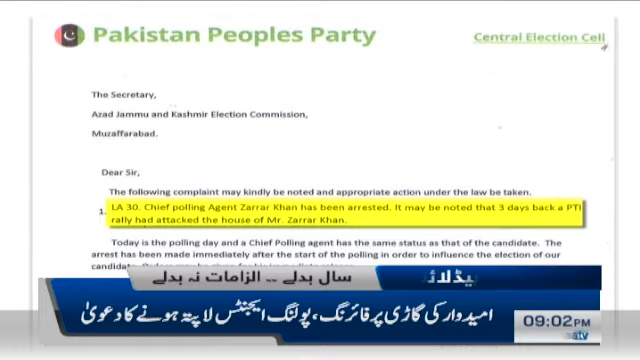 Pakistan Peoples Party
Central Election Cell
The Secretary,
Azad Jammu and Kashmir Election Commission,
Muzaffarabad.
Dear Sir,
The following complaint may kindly be noted and appropriate action under the law be taken.
1. LA 30. Chief polling Agent Zarrar Khan has been arrested. It may be noted that 3 days back a PTI
rally had attacked the house of Mr. Zarrar Khan.
Today is the polling day and a Chief Polling agent has the same status as that of the candidate. The
arrest has been made immediately after the start of the polling in order to influence the election of our
سال بدلے ۔۔ الزامات نہ بدلے
امیدوار کی گاڑی پر فائرنگ، پولنگ ایجنٹس لاپتہ ہونے کا دعویٰ
09:02PM
aatv